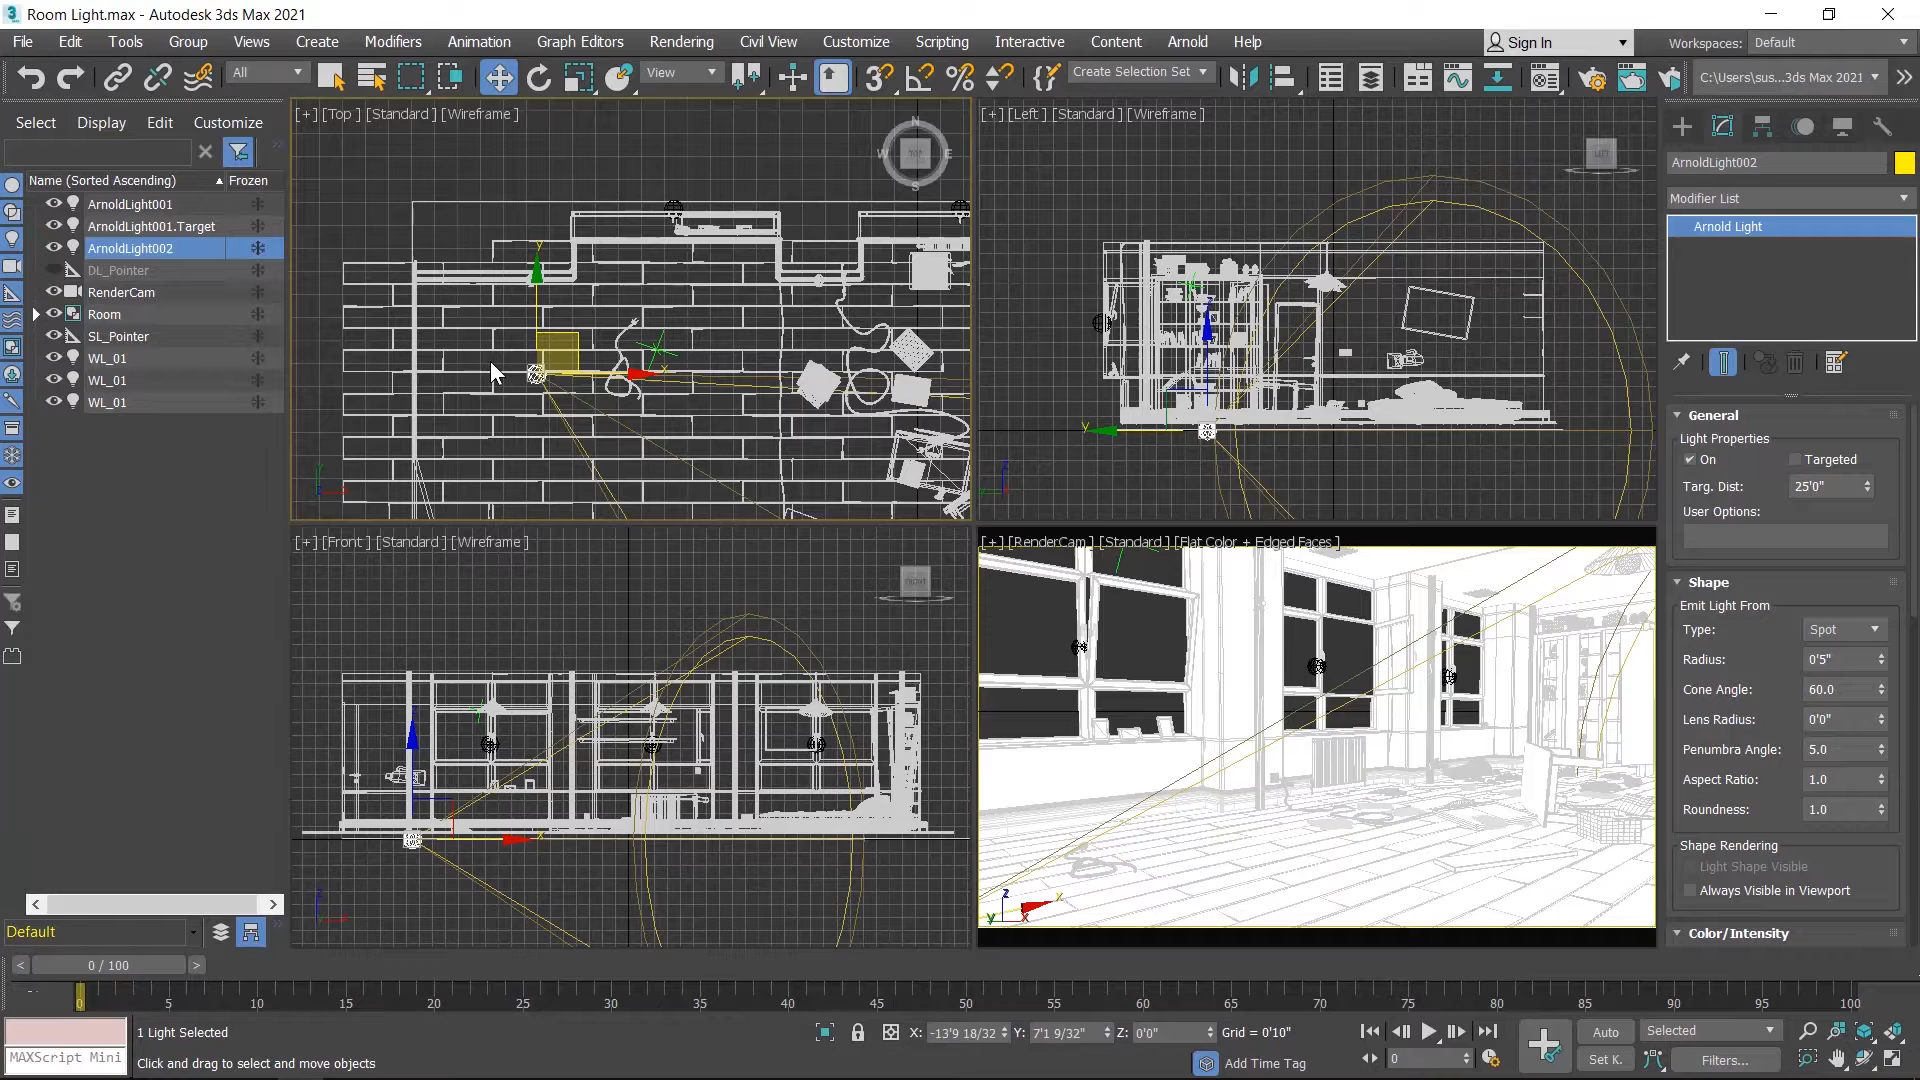 Room Light.max - Autodesk 3ds Max 2021
File Edit Tools Group Views Create Modifiers Animation Graph Editors Rendering Civil View Customize Scripting Interactive Content Arnold Help
Sign In
Workspaces: Default
All
View
Create Selection Set
C:\Users\sus...3ds Max 2021
Select Display Edit Customize
Name (Sorted Ascending) Frozen
ArnoldLight001
ArnoldLight001.Target
ArnoldLight002
DL_Pointer
RenderCam
Room
SL_Pointer
WL_01
WL_01
WL_01
Default
[+] [Top ] [Standard ] [Wireframe ]
N
W TOP E
S
y
x
[+] [Left ] [Standard ] [Wireframe ]
LEFT
z
y
[+] [Front ] [Standard ] [Wireframe ]
FRONT
x
[+] [RenderCam ] [Standard ] [Flat Color + Edged Faces ]
z
x
y
x
ArnoldLight002
Modifier List
Arnold Light
General
Light Properties
On Targeted
Targ. Dist: 25'0"
User Options:
Shape
Emit Light From
Type: Spot
Radius: 0'5"
Cone Angle: 60.0
Lens Radius: 0'0"
Penumbra Angle: 5.0
Aspect Ratio: 1.0
Roundness: 1.0
Shape Rendering
Light Shape Visible
Always Visible in Viewport
Color/Intensity
< 0 / 100 >
0 5 10 15 20 25 30 35 40 45 50 55 60 65 70 75 80 85 90 95 100
MAXScript Mini
1 Light Selected
Click and drag to select and move objects
X: -13'9 18/32 Y: 7'1 9/32" Z: 0'0" Grid = 0'10"
Add Time Tag
0
Auto
Set K.
Selected
Filters...